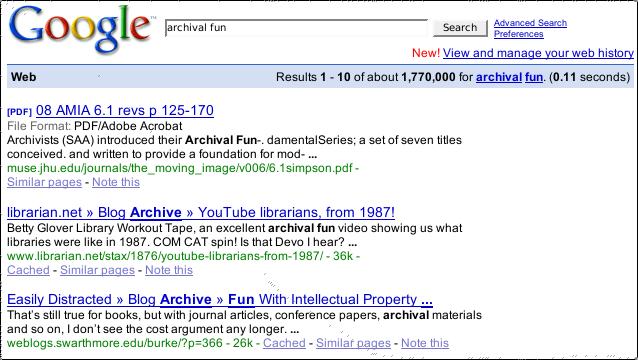 Google™ archival fun Search Advanced Search
Preferences
New! View and manage your web history
Web Results 1 - 10 of about 1,770,000 for archival fun. (0.11 seconds)
[PDF] 08 AMIA 6.1 revs p 125-170
File Format: PDF/Adobe Acrobat
Archivists (SAA) introduced their Archival Fun-. damentalSeries; a set of seven titles
conceived. and written to provide a foundation for mod- ...
muse.jhu.edu/journals/the_moving_image/v006/6.1simpson.pdf -
Similar pages - Note this
librarian.net » Blog Archive » YouTube librarians, from 1987!
Betty Glover Library Workout Tape, an excellent archival fun video showing us what
libraries were like in 1987. COM CAT spin! Is that Devo I hear? ...
www.librarian.net/stax/1876/youtube-librarians-from-1987/ - 36k -
Cached - Similar pages - Note this
Easily Distracted » Blog Archive » Fun With Intellectual Property ...
That's still true for books, but with journal articles, conference papers, archival materials
and so on, I don't see the cost argument any longer. ...
weblogs.swarthmore.edu/burke/?p=366 - 26k - Cached - Similar pages - Note this